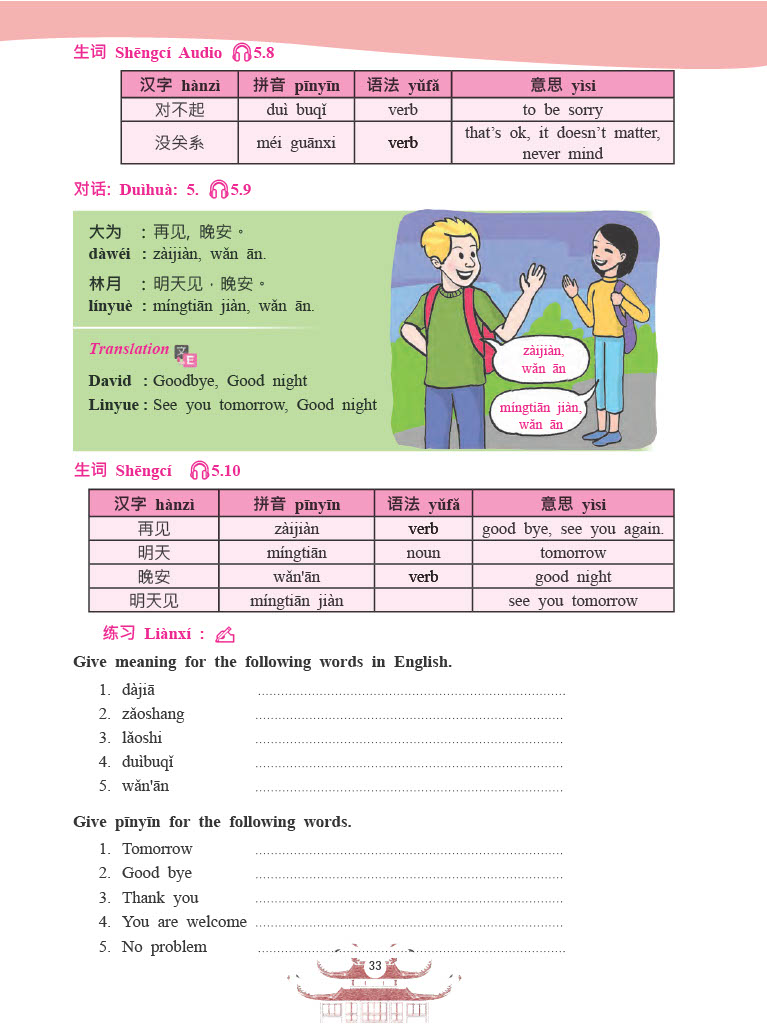 生词 Shēngcí Audio 5.8
汉字 hànzì 拼音 pīnyīn 语法 yǔfǎ 意思 yìsi
对不起 duì buqǐ verb to be sorry
没关系 méi guānxi verb that's ok, it doesn't matter, never mind
对话: Duìhuà: 5. 5.9
大为 : 再见, 晚安。
dàwéi : zàijiàn, wǎn ān.
林月 : 明天见，晚安。
línyuè : míngtiān jiàn, wǎn ān.
Translation 文 E
David : Goodbye, Good night
Linyue : See you tomorrow, Good night
zàijiàn,
wǎn ān
míngtiān jiàn,
wǎn ān
生词 Shēngcí 5.10
汉字 hànzì 拼音 pīnyīn 语法 yǔfǎ 意思 yìsi
再见 zàijiàn verb good bye, see you again.
明天 míngtiān noun tomorrow
晚安 wǎn'ān verb good night
明天见 míngtiān jiàn see you tomorrow
练习 Liànxí :
Give meaning for the following words in English.
1. dàjiā ................................................................................
2. zǎoshang ................................................................................
3. lǎoshi ................................................................................
4. duìbuqǐ ................................................................................
5. wǎn'ān ................................................................................
Give pīnyīn for the following words.
1. Tomorrow ................................................................................
2. Good bye ................................................................................
3. Thank you ................................................................................
4. You are welcome ................................................................................
5. No problem ................................................................................
33